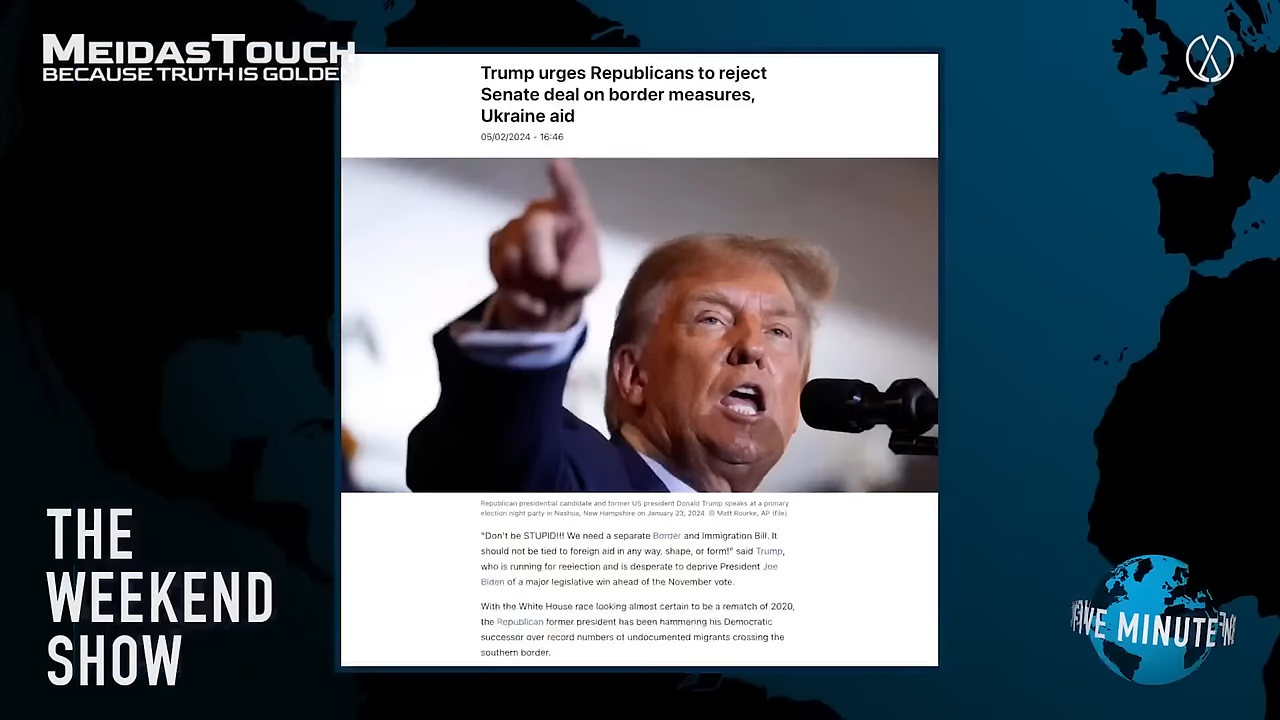 MEIDASTOUCH
BECAUSE TRUTH IS GOLDE
Trump urges Republicans to reject
Senate deal on border measures,
Ukraine aid
05/02/2024 - 16:46
Republican presidential candidate and former US president Donald Trump speaks at a primary
election night party in Nashua, New Hampshire on January 23, 2024 © Matt Rourke, AP (file)
"Don't be STUPID!!! We need a separate Border and Immigration Bill. It
should not be tied to foreign aid in any way, shape, or form!" said Trump,
who is running for reelection and is desperate to deprive President Joe
Biden of a major legislative win ahead of the November vote.
With the White House race looking almost certain to be a rematch of 2020,
the Republican former president has been hammering his Democratic
successor over record numbers of undocumented migrants crossing the
southern border.
THE
WEEKEND
SHOW
FIVE MINUTE